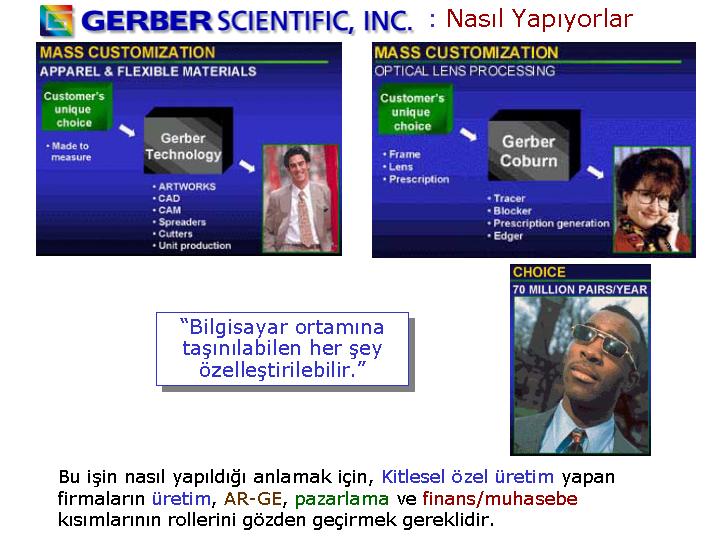 GERBER SCIENTIFIC, INC. : Nasıl Yapıyorlar
MASS CUSTOMIZATION
APPAREL & FLEXIBLE MATERIALS
Customer's
unique
choice
• Made to
measure
Gerber
Technology
• ARTWORKS
• CAD
• CAM
• Spreaders
• Cutters
• Unit production
MASS CUSTOMIZATION
OPTICAL LENS PROCESSING
Customer's
unique
choice
• Frame
• Lens
• Prescription
Gerber
Coburn
• Tracer
• Blocker
• Prescription generation
• Edger
CHOICE
70 MILLION PAIRS/YEAR
“Bilgisayar ortamına
taşınılabilen her şey
özelleştirilebilir.”
Bu işin nasıl yapıldığı anlamak için, Kitlesel özel üretim yapan
firmaların üretim, AR-GE, pazarlama ve finans/muhasebe
kısımlarının rollerini gözden geçirmek gereklidir.